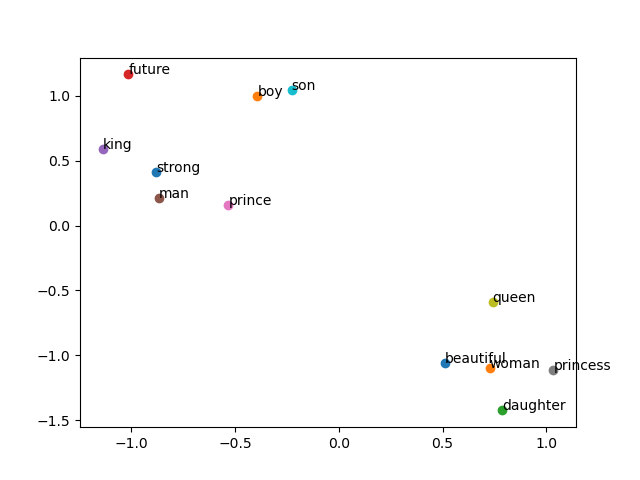 future
boy
son
king
strong
man
prince
queen
beautiful
woman
princess
daughter
1.0
0.5
0.0
−0.5
−1.0
−1.5
−1.0 −0.5 0.0 0.5 1.0